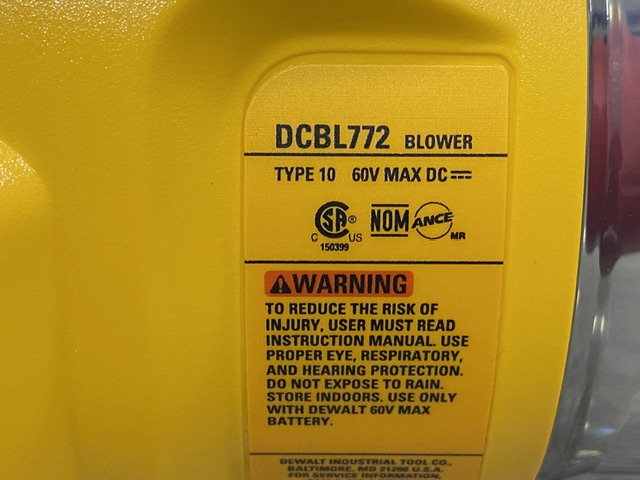 DCBL772 BLOWER
TYPE 10 60V MAX DC
SA ® NOM ANCE
C US MR
150399
WARNING
TO REDUCE THE RISK OF
INJURY, USER MUST READ
INSTRUCTION MANUAL. USE
PROPER EYE, RESPIRATORY,
AND HEARING PROTECTION.
DO NOT EXPOSE TO RAIN.
STORE INDOORS. USE ONLY
WITH DEWALT 60V MAX
BATTERY.
DEWALT INDUSTRIAL TOOL CO.,
BALTIMORE, MD 21286 U.S.A.
FOR SERVICE INFORMATION,